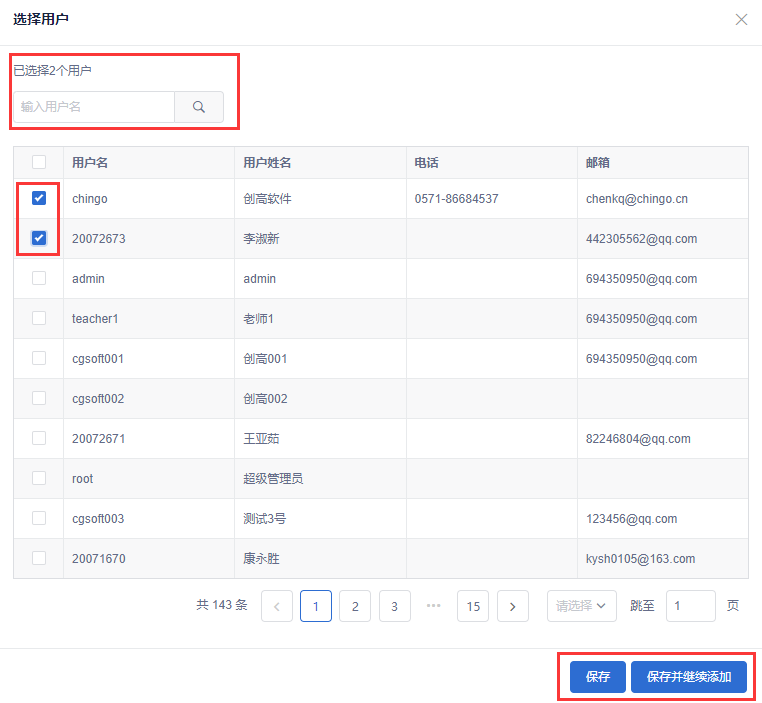 选择用户
已选择2个用户
输入用户名
用户名 用户姓名 电话 邮箱
chingo 创高软件 0571-86684537 chenkq@chingo.cn
20072673 李淑新 442305562@qq.com
admin admin 694350950@qq.com
teacher1 老师1 694350950@qq.com
cgsoft001 创高001 694350950@qq.com
cgsoft002 创高002
20072671 王亚茹 82246804@qq.com
root 超级管理员
cgsoft003 测试3号 123456@qq.com
20071670 康永胜 kysh0105@163.com
共 143 条 1 2 3 ••• 15 请选择 跳至 1 页
保存 保存并继续添加